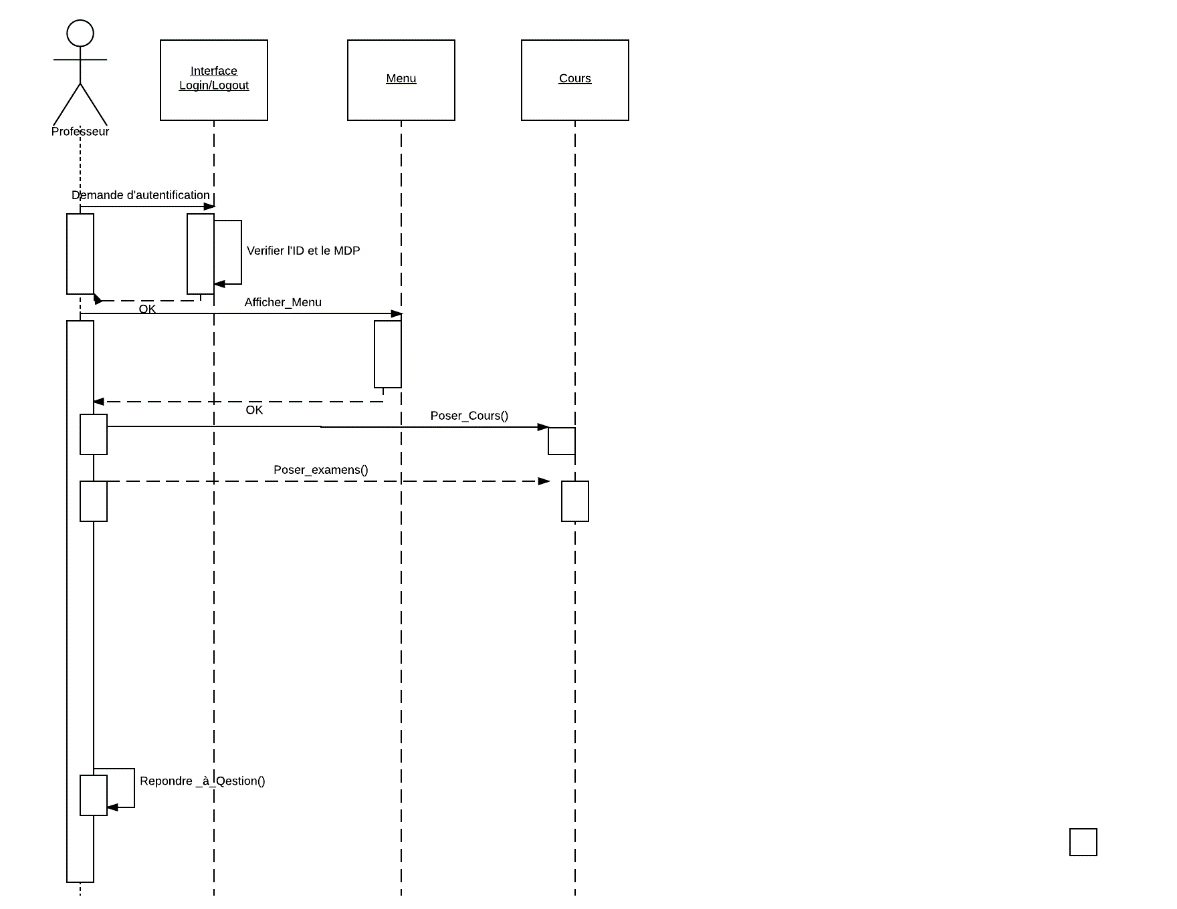 Interface
Login/Logout
Menu
Cours
Professeur
Demande d'autentification
Verifier l'ID et le MDP
OK
Afficher_Menu
OK
Poser_Cours()
Poser_examens()
Repondre _à_Qestion()